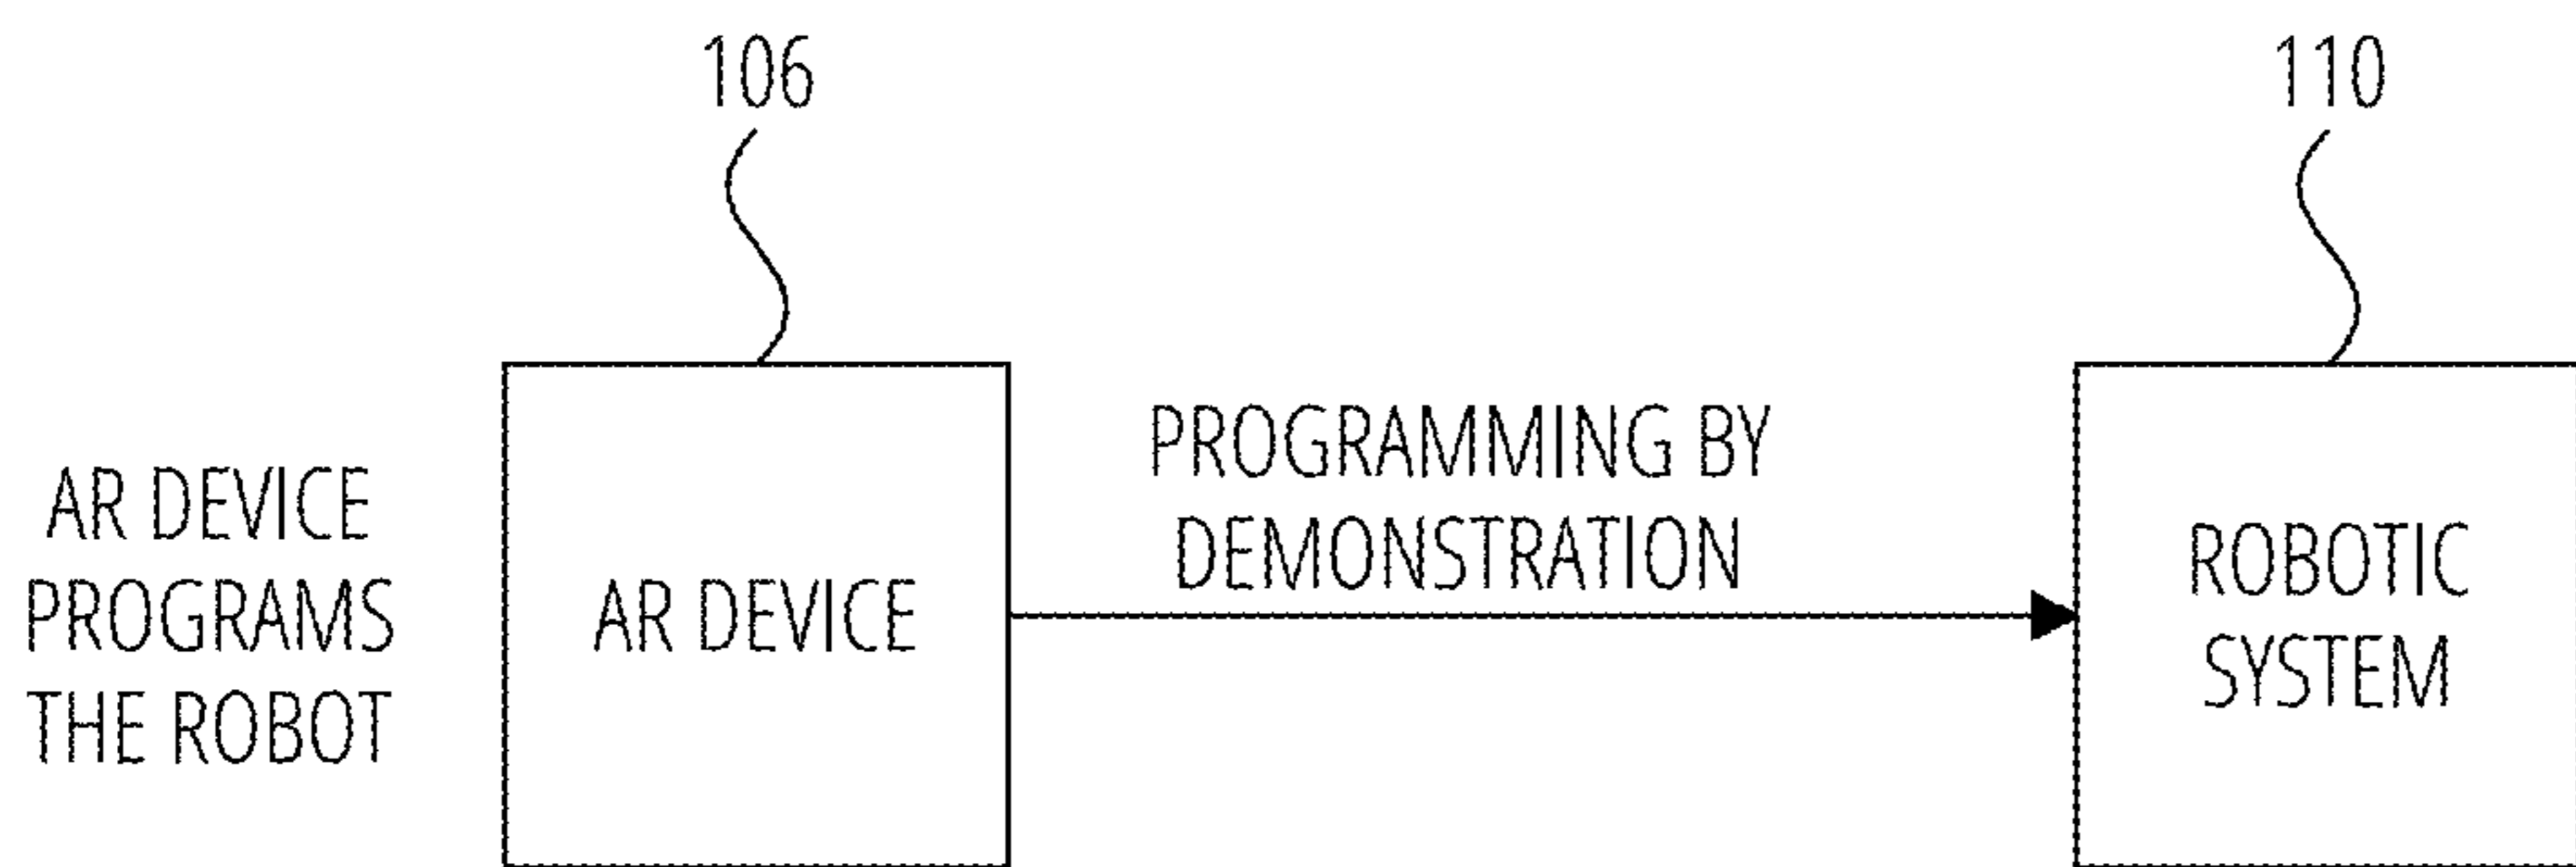 106
110
AR DEVICE
PROGRAMS
THE ROBOT
AR DEVICE
PROGRAMMING BY
DEMONSTRATION
ROBOTIC
SYSTEM